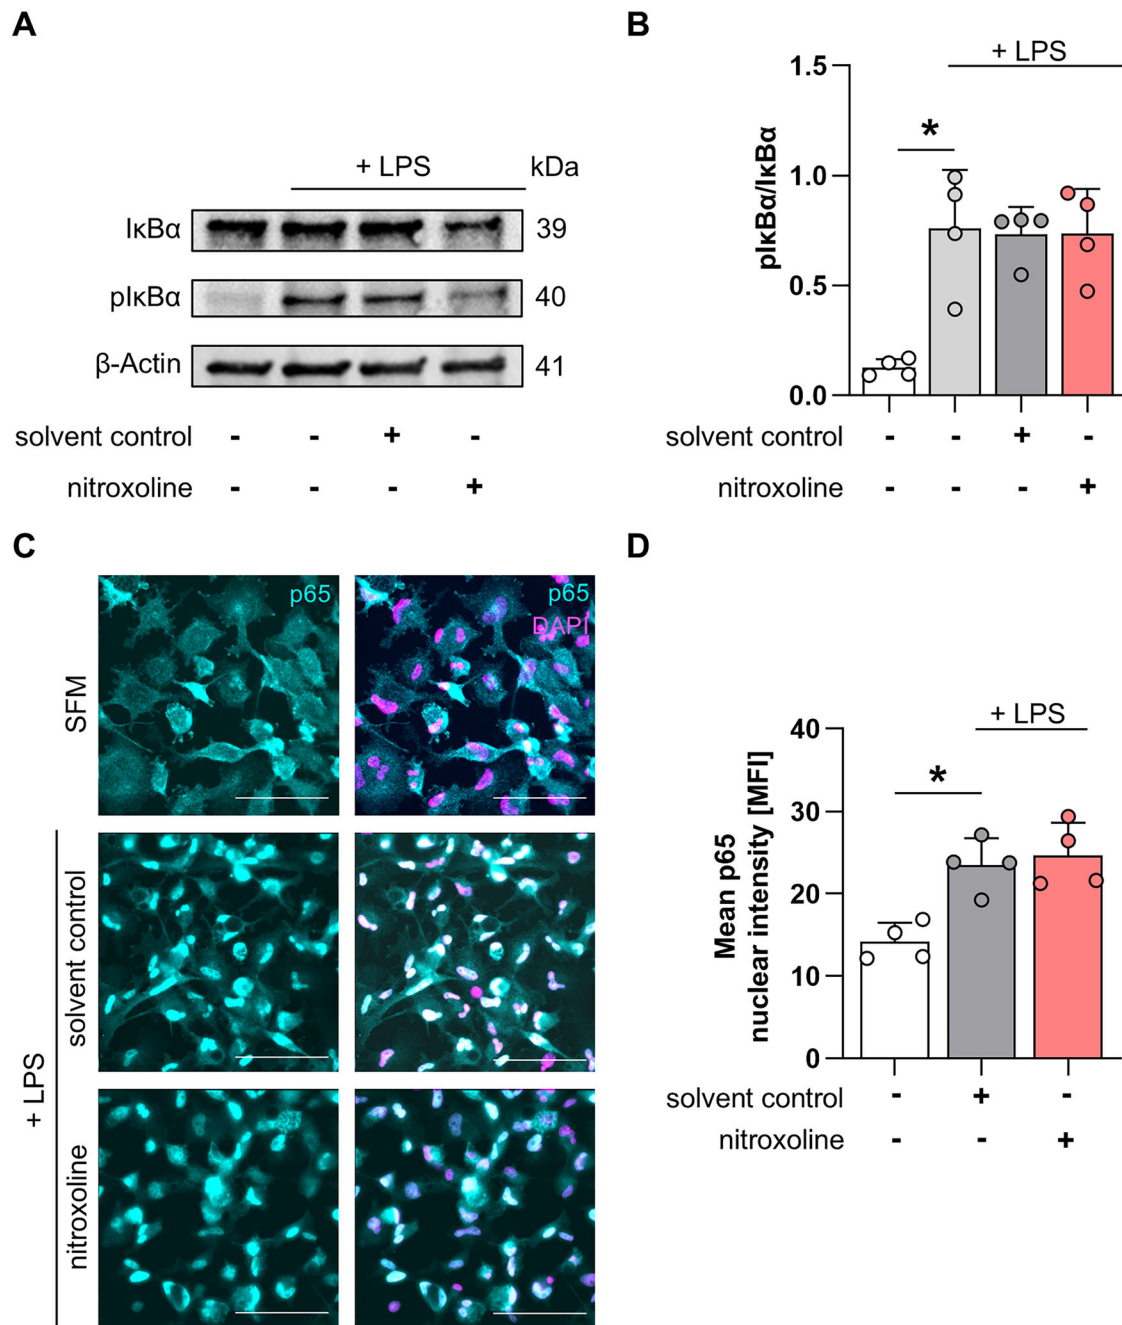 A
+ LPS
kDa
IκBα
39
pIκBα
40
β-Actin
41
solvent control - - + -
nitroxoline - - - +
B
+ LPS
*
pIκBα/IκBα
1.5
1.0
0.5
0.0
solvent control - - + -
nitroxoline - - - +
C
p65
p65
DAPI
SFM
+ LPS
solvent control
nitroxoline
D
+ LPS
*
Mean p65
nuclear intensity [MFI]
40
30
20
10
0
solvent control - + -
nitroxoline - - +